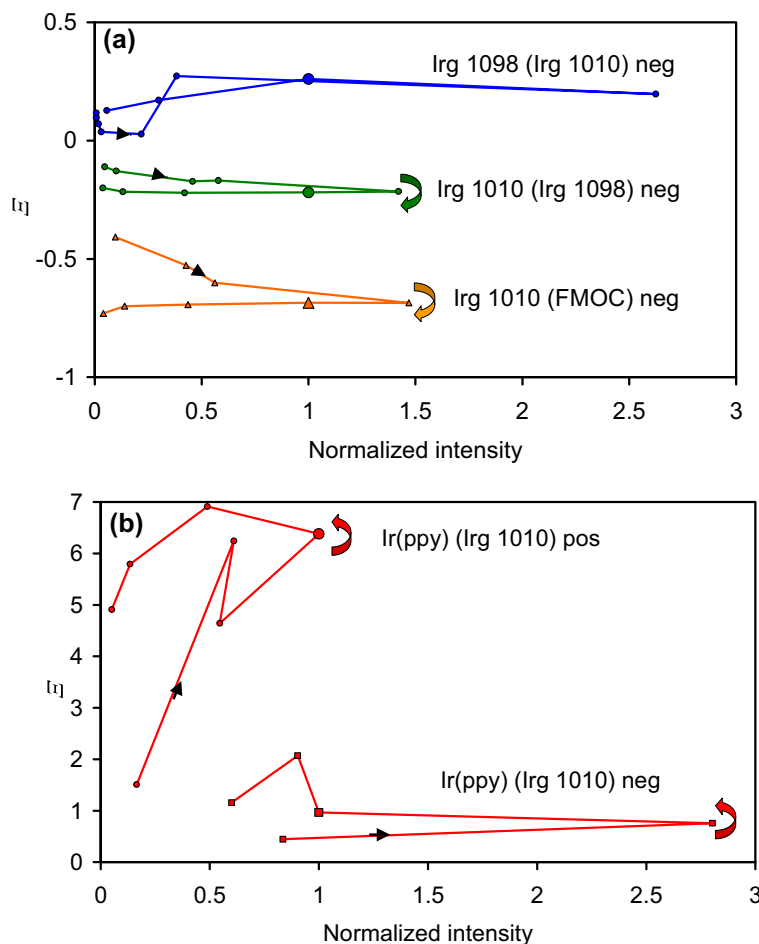 (a)
0.5
Irg 1098 (Irg 1010) neg
0
Ξ
Irg 1010 (Irg 1098) neg
-0.5
Irg 1010 (FMOC) neg
-1
0 0.5 1 1.5 2 2.5 3
Normalized intensity
(b)
7
6
Ir(ppy) (Irg 1010) pos
5
4
Ξ
3
2
Ir(ppy) (Irg 1010) neg
1
0
0 0.5 1 1.5 2 2.5 3
Normalized intensity